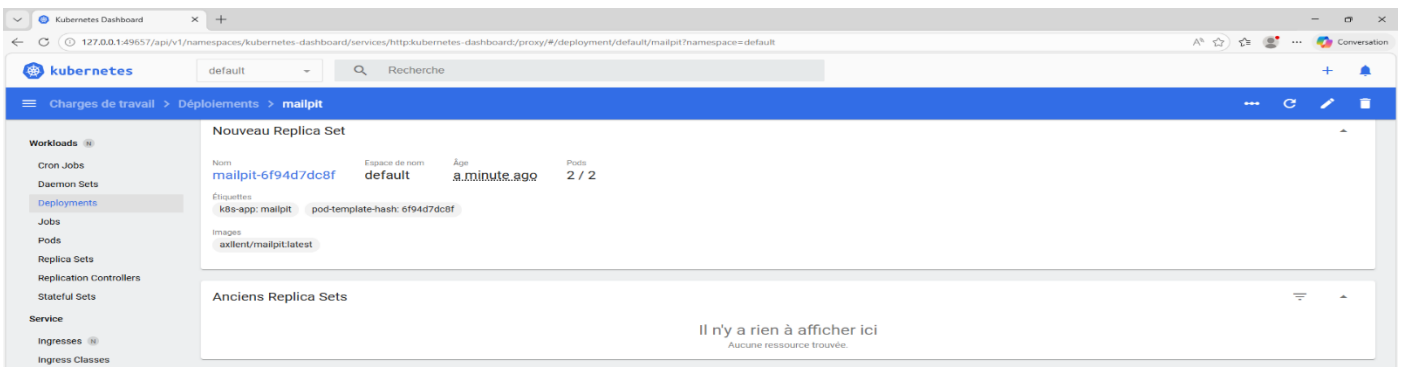 Kubernetes Dashboard
127.0.0.1:49657/api/v1/namespaces/kubernetes-dashboard/services/http:kubernetes-dashboard:/proxy/#/deployment/default/mailpit?namespace=default
Conversation
kubernetes
default
Recherche
Charges de travail > Déploiements > mailpit
Workloads N
Cron Jobs
Daemon Sets
Deployments
Jobs
Pods
Replica Sets
Replication Controllers
Stateful Sets
Service
Ingresses N
Ingress Classes
Nouveau Replica Set
Nom Espace de nom Âge Pods
mailpit-6f94d7dc8f default a minute ago 2 / 2
Étiquettes
k8s-app: mailpit pod-template-hash: 6f94d7dc8f
Images
axllent/mailpit:latest
Anciens Replica Sets
Il n'y a rien à afficher ici
Aucune ressource trouvée.